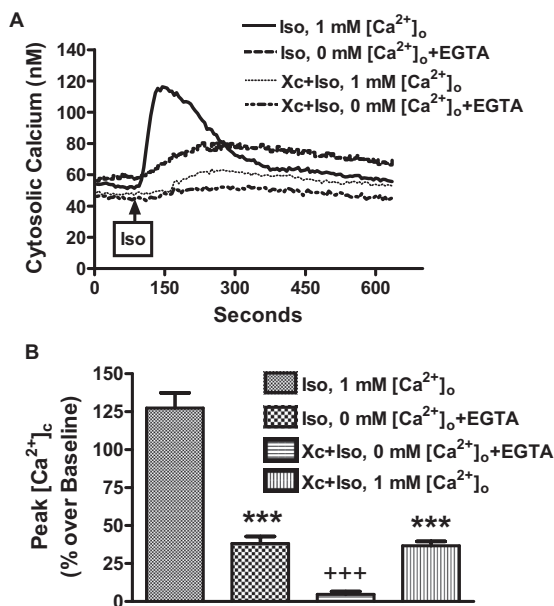 A
Iso, 1 mM [Ca²⁺]ₒ
Iso, 0 mM [Ca²⁺]ₒ+EGTA
Xc+Iso, 1 mM [Ca²⁺]ₒ
Xc+Iso, 0 mM [Ca²⁺]ₒ+EGTA
Cytosolic Calcium (nM)
140
120
100
80
60
40
20
0
Iso
0 150 300 450 600
Seconds
B
Iso, 1 mM [Ca²⁺]ₒ
Iso, 0 mM [Ca²⁺]ₒ+EGTA
Xc+Iso, 0 mM [Ca²⁺]ₒ+EGTA
Xc+Iso, 1 mM [Ca²⁺]ₒ
Peak [Ca²⁺]c
(% over Baseline)
150
125
100
75
50
25
0
*** +++ ***